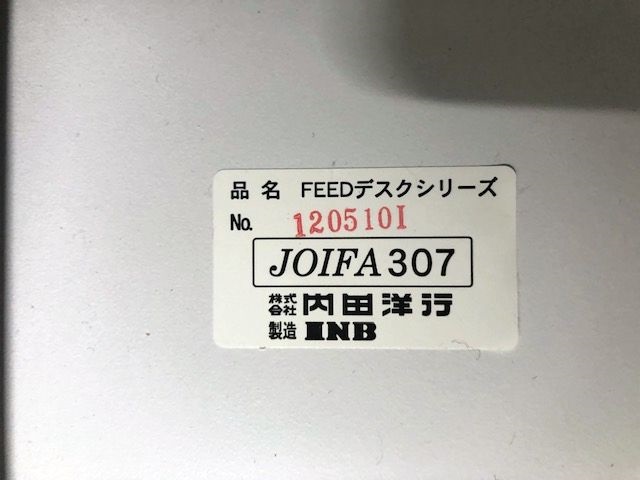 品名 FEEDデスクシリーズ
No. 120510I
JOIFA 307
株式会社 内田洋行
製造 INB